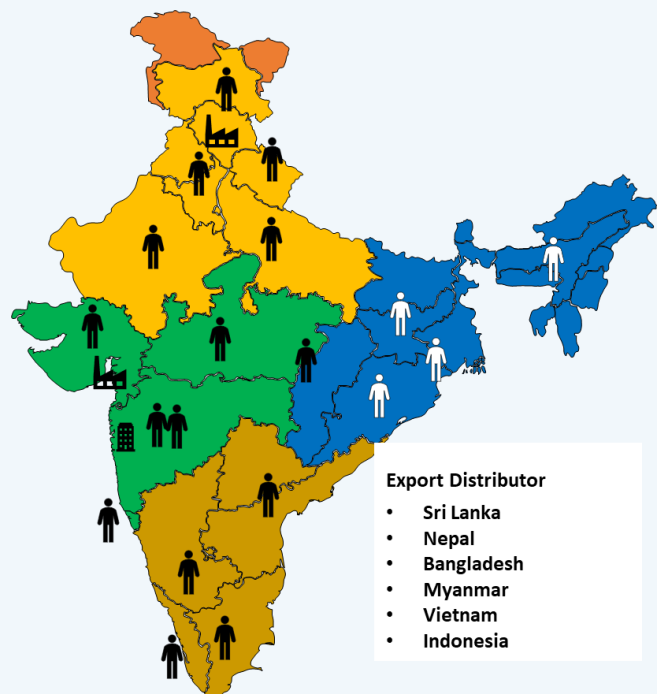 Export Distributor
• Sri Lanka
• Nepal
• Bangladesh
• Myanmar
• Vietnam
• Indonesia